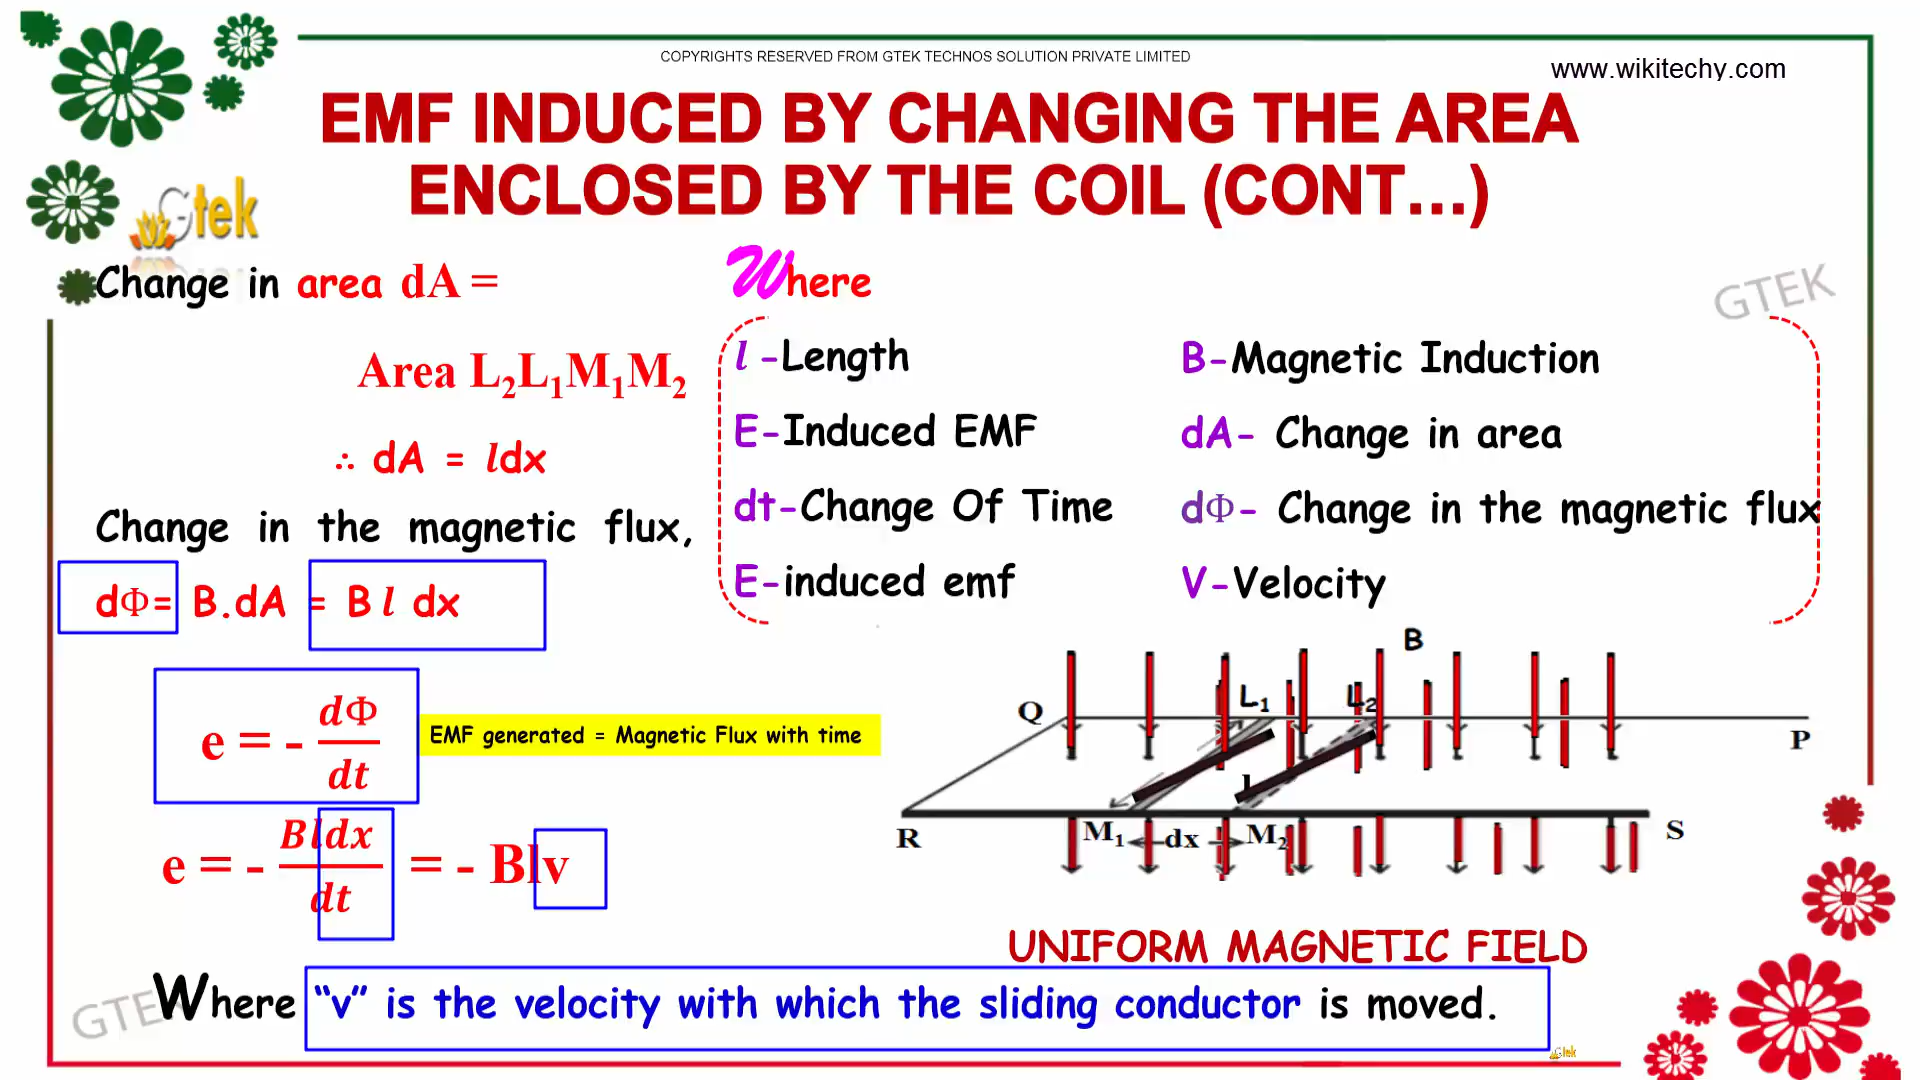 COPYRIGHTS RESERVED FROM GTEK TECHNOS SOLUTION PRIVATE LIMITED
www.wikitechy.com
EMF INDUCED BY CHANGING THE AREA
ENCLOSED BY THE COIL (CONT...)
Gtek
Change in area dA =
Area L₂L₁M₁M₂
∴ dA = ldx
Change in the magnetic flux,
dΦ= B.dA = B l dx
e = - dΦ/dt
EMF generated = Magnetic Flux with time
e = - Bldx/dt = - Blv
Where
l -Length
E-Induced EMF
dt-Change Of Time
E-induced emf
B-Magnetic Induction
dA- Change in area
dΦ- Change in the magnetic flux
V-Velocity
GTEK
B
Q
L₁
L₂
P
l
R
M₁
dx
M₂
S
UNIFORM MAGNETIC FIELD
Where “v” is the velocity with which the sliding conductor is moved.
GTE
Gtek